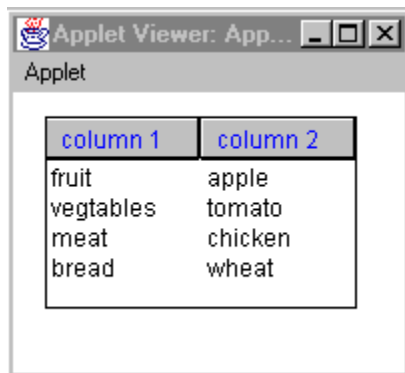 Applet Viewer: App...
Applet
column 1 column 2
fruit apple
vegtables tomato
meat chicken
bread wheat